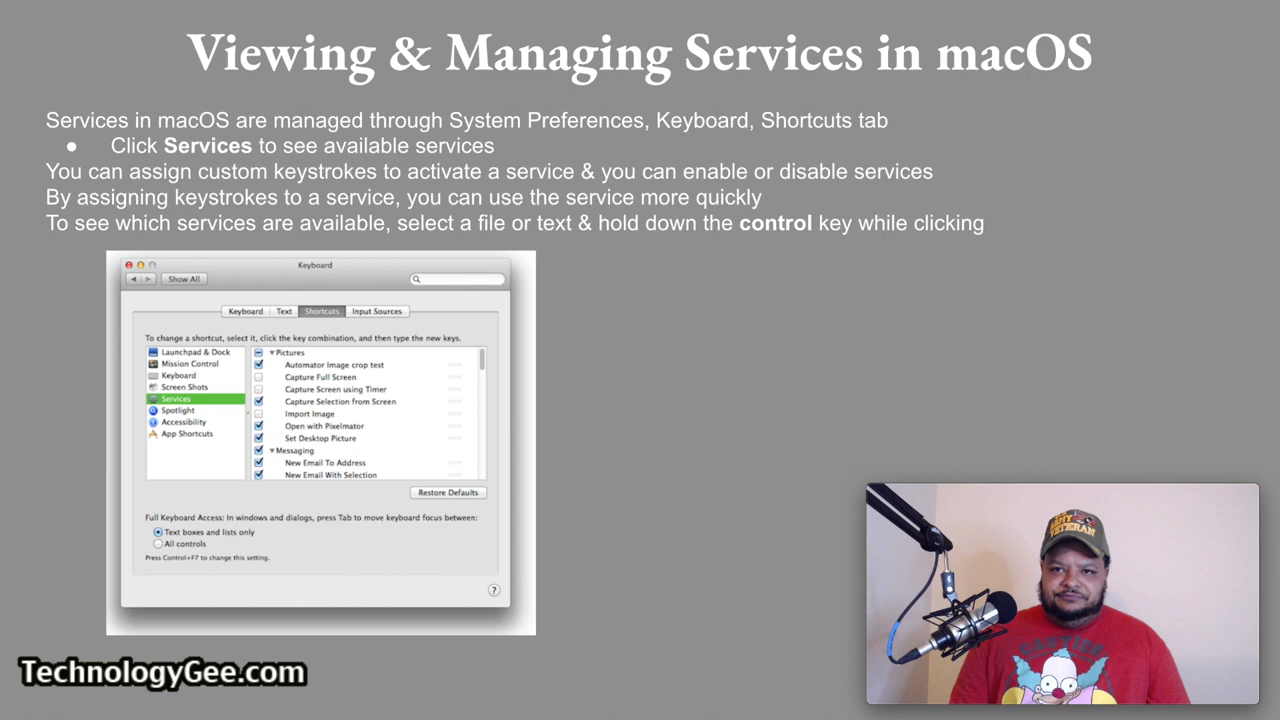 Viewing & Managing Services in macOS
Services in macOS are managed through System Preferences, Keyboard, Shortcuts tab
● Click Services to see available services
You can assign custom keystrokes to activate a service & you can enable or disable services
By assigning keystrokes to a service, you can use the service more quickly
To see which services are available, select a file or text & hold down the control key while clicking
Keyboard
Show All
Keyboard Text Shortcuts Input Sources
To change a shortcut, select it, click the key combination, and then type the new keys.
Launchpad & Dock
Mission Control
Keyboard
Screen Shots
Services
Spotlight
Accessibility
App Shortcuts
Pictures
Automator Image crop test
Capture Full Screen
Capture Screen using Timer
Capture Selection from Screen
Import Image
Open with Pixelmator
Set Desktop Picture
Messaging
New Email To Address
New Email With Selection
Restore Defaults
Full Keyboard Access: In windows and dialogs, press Tab to move keyboard focus between:
Text boxes and lists only
All controls
Press Control+F7 to change this setting.
?
ARMY
VETERAN
CAUTION
TechnologyGee.com